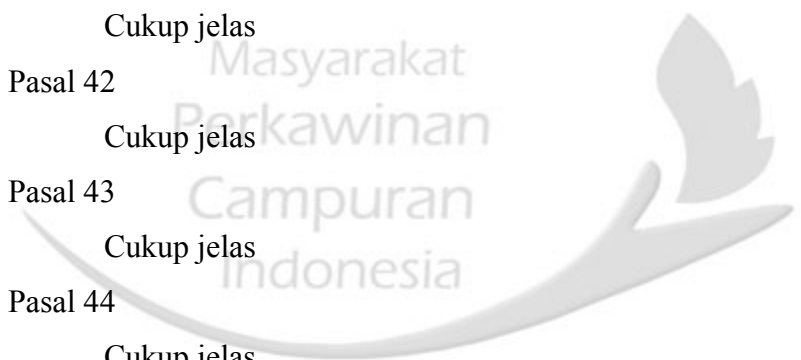 Cukup jelas
Masyarakat
Pasal 42
Perkawinan
Cukup jelas
Pasal 43
Campuran
Cukup jelas
Indonesia
Pasal 44
Cukup jelas